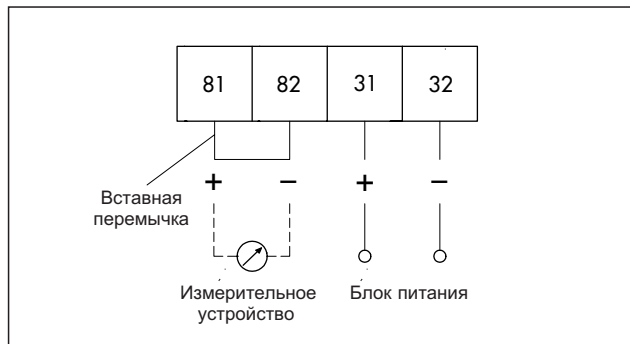 81 82 31 32
Вставная
перемычка
+ − + −
Измерительное
устройство
Блок питания